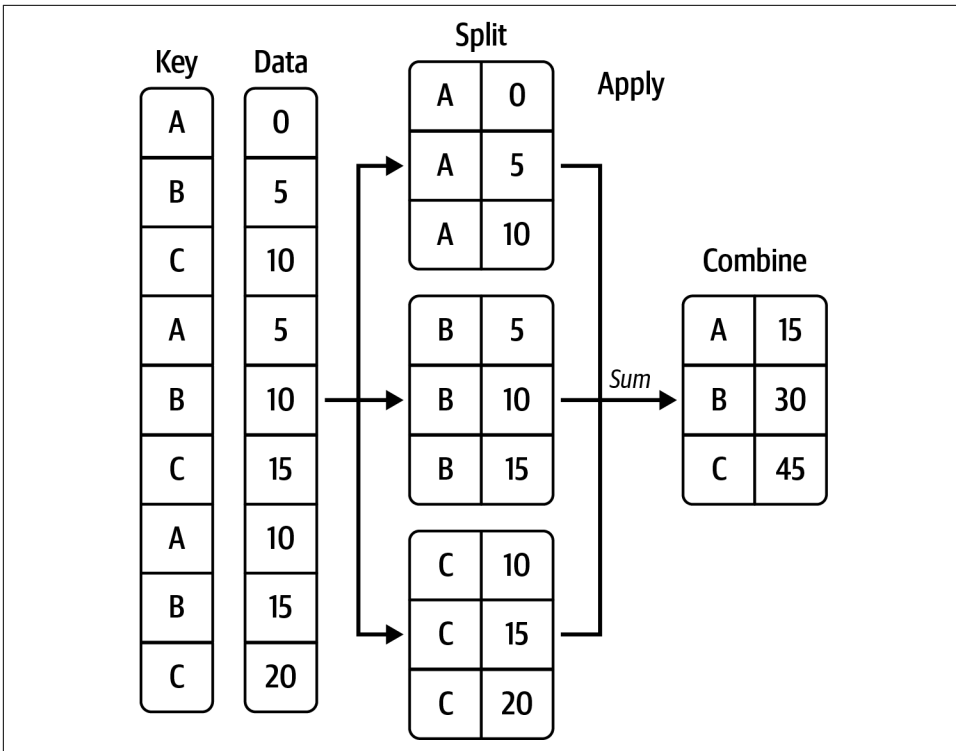 Key Data
A 0
B 5
C 10
A 5
B 10
C 15
A 10
B 15
C 20
Split
A 0
A 5
A 10
B 5
B 10
B 15
C 10
C 15
C 20
Apply
Sum
Combine
A 15
B 30
C 45